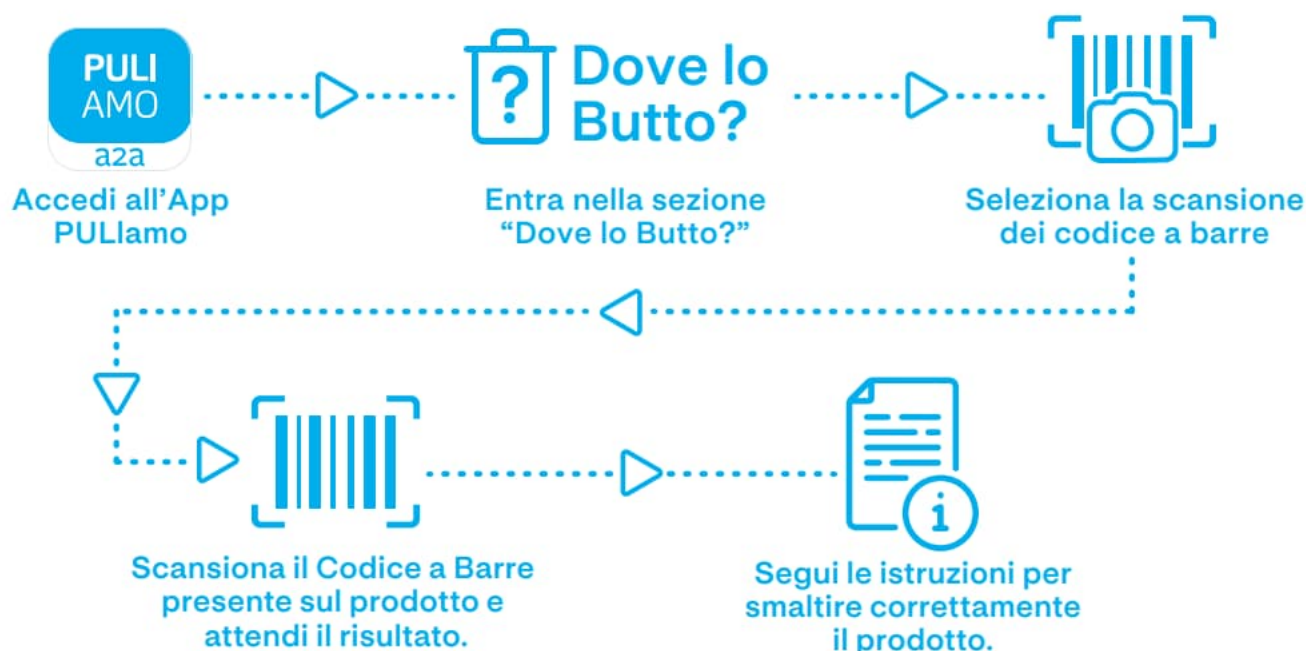 PULI
AMO
a2a
Accedi all'App
PULIamo
?
Dove lo
Butto?
Entra nella sezione
“Dove lo Butto?”
Seleziona la scansione
dei codice a barre
Scansiona il Codice a Barre
presente sul prodotto e
attendi il risultato.
i
Segui le istruzioni per
smaltire correttamente
il prodotto.